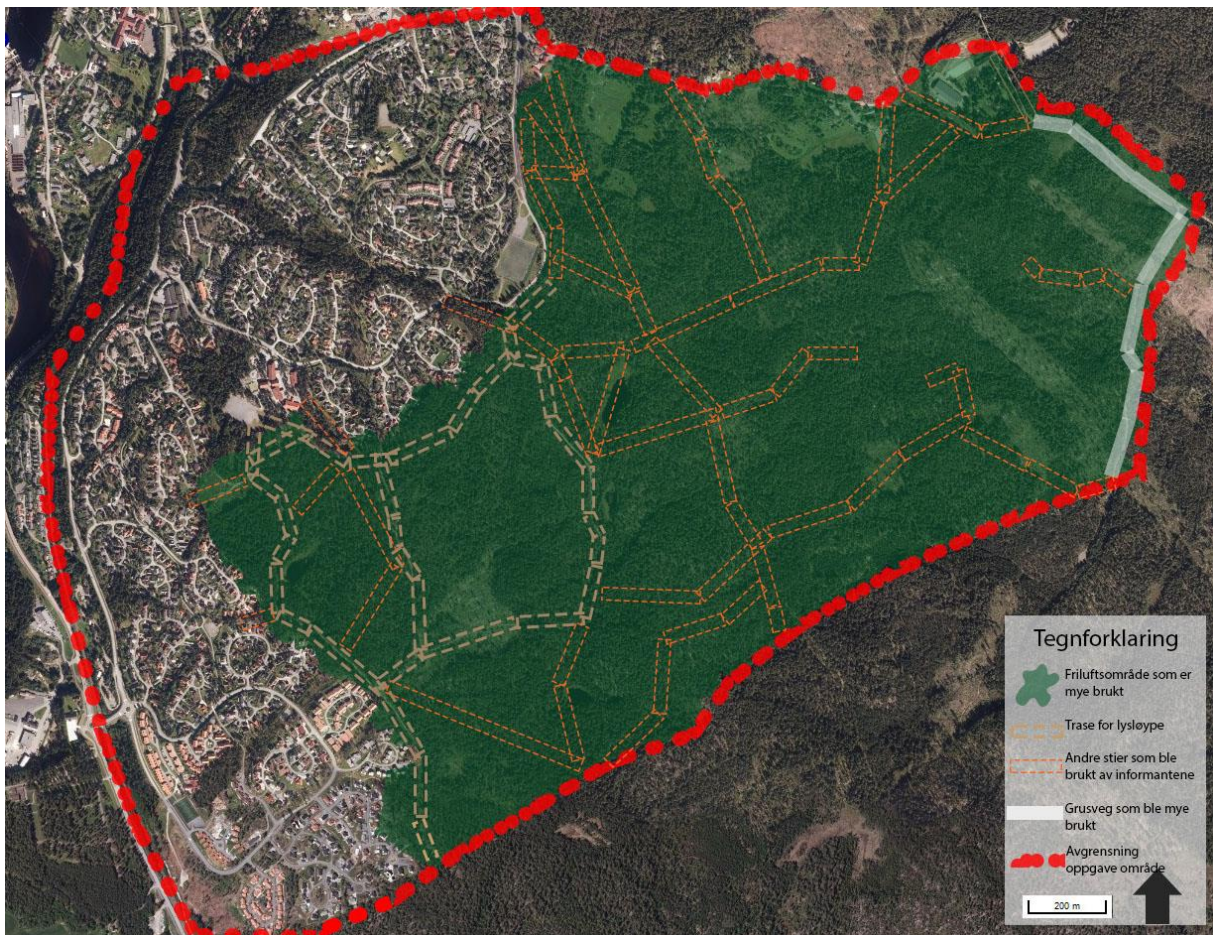 Tegnforklaring
Friluftsområde som er
mye brukt
Trase for lysløype
Andre stier som ble
brukt av informantene
Grusveg som ble mye
brukt
Avgrensning
oppgave område
200 m